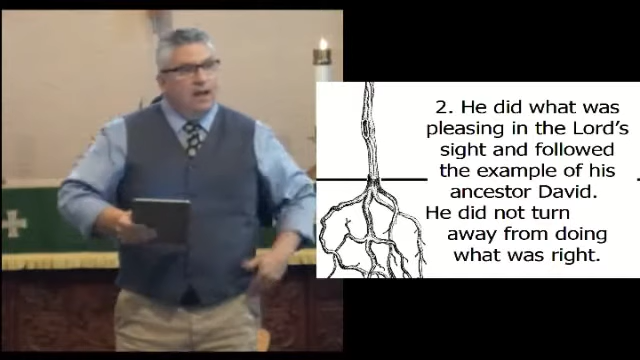 2. He did what was
pleasing in the Lord's
sight and followed
the example of his
ancestor David.
He did not turn
away from doing
what was right.